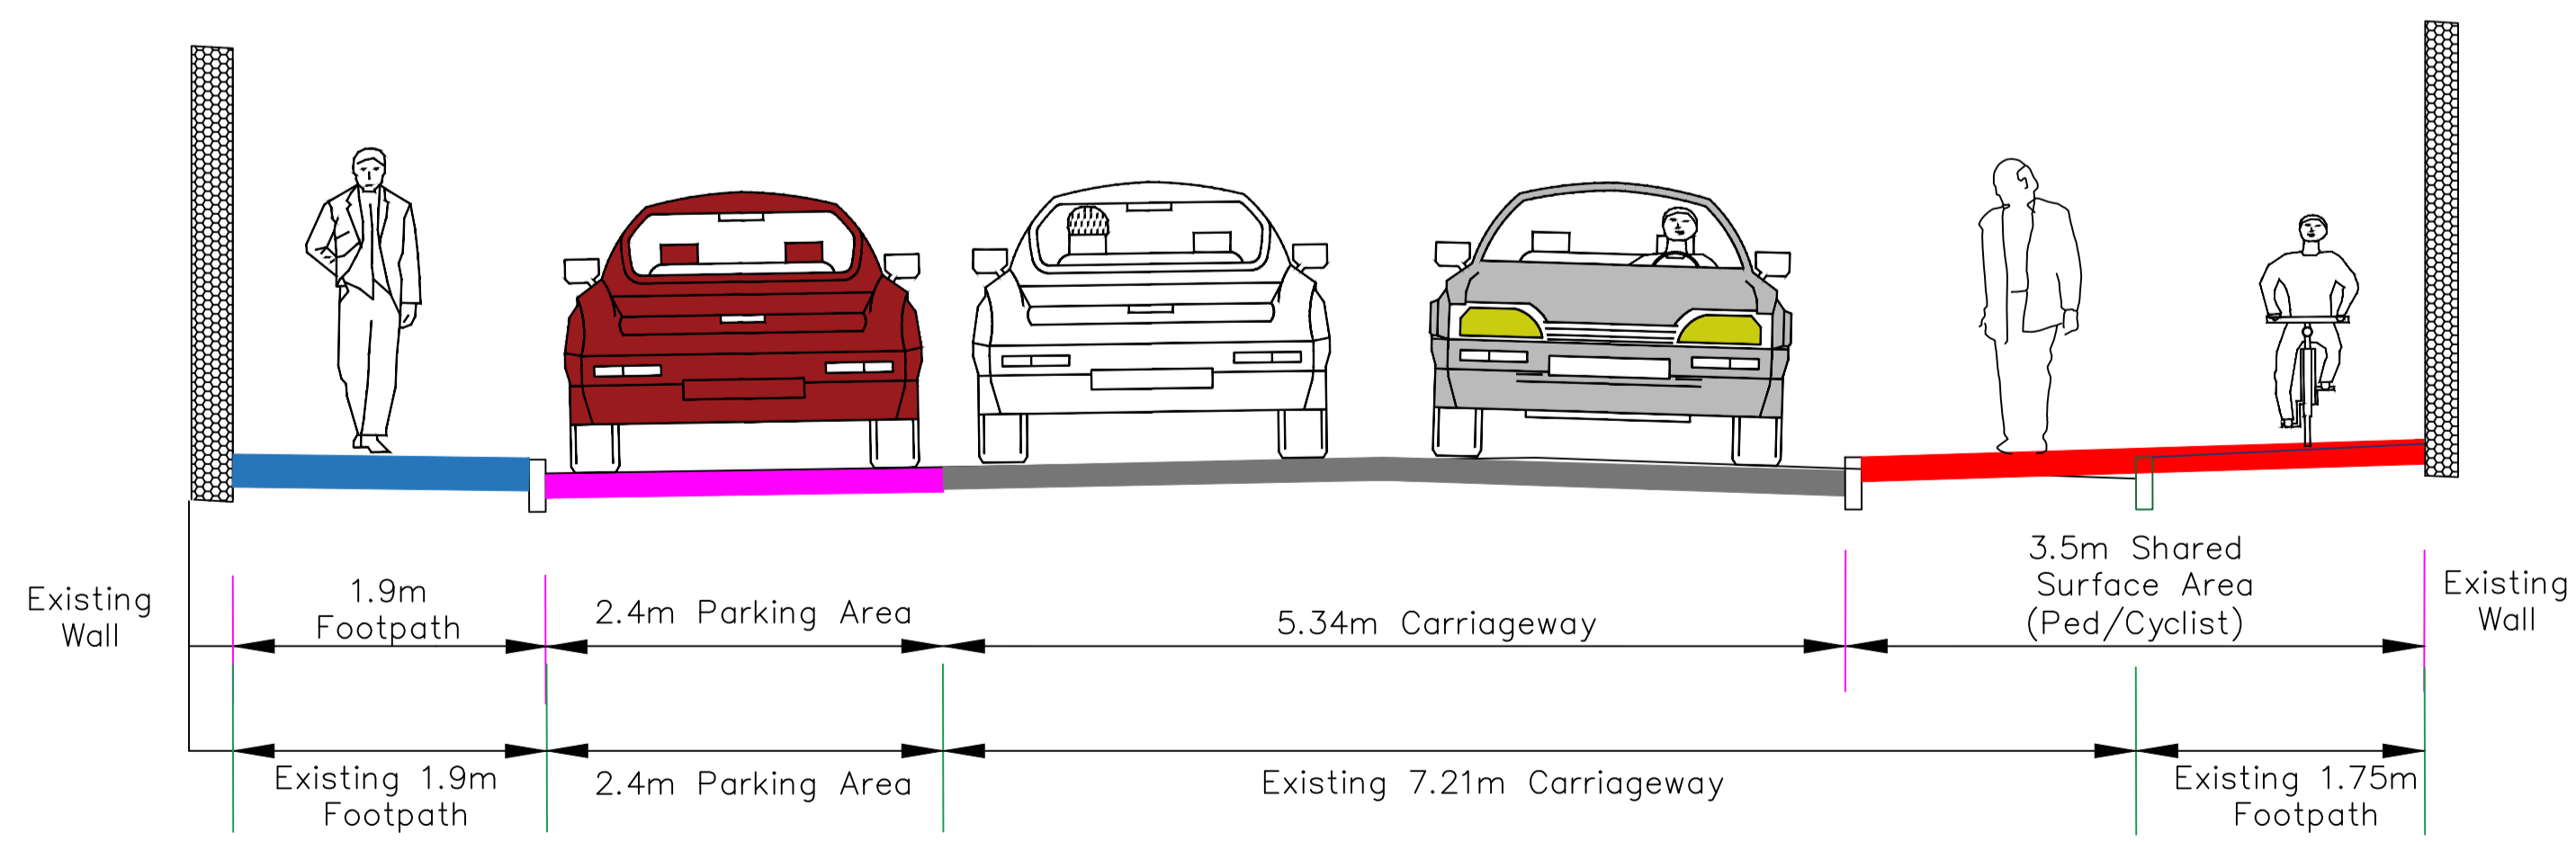 Existing
Wall
1.9m
Footpath
2.4m Parking Area
5.34m Carriageway
3.5m Shared
Surface Area
(Ped/Cyclist)
Existing
Wall
Existing 1.9m
Footpath
2.4m Parking Area
Existing 7.21m Carriageway
Existing 1.75m
Footpath